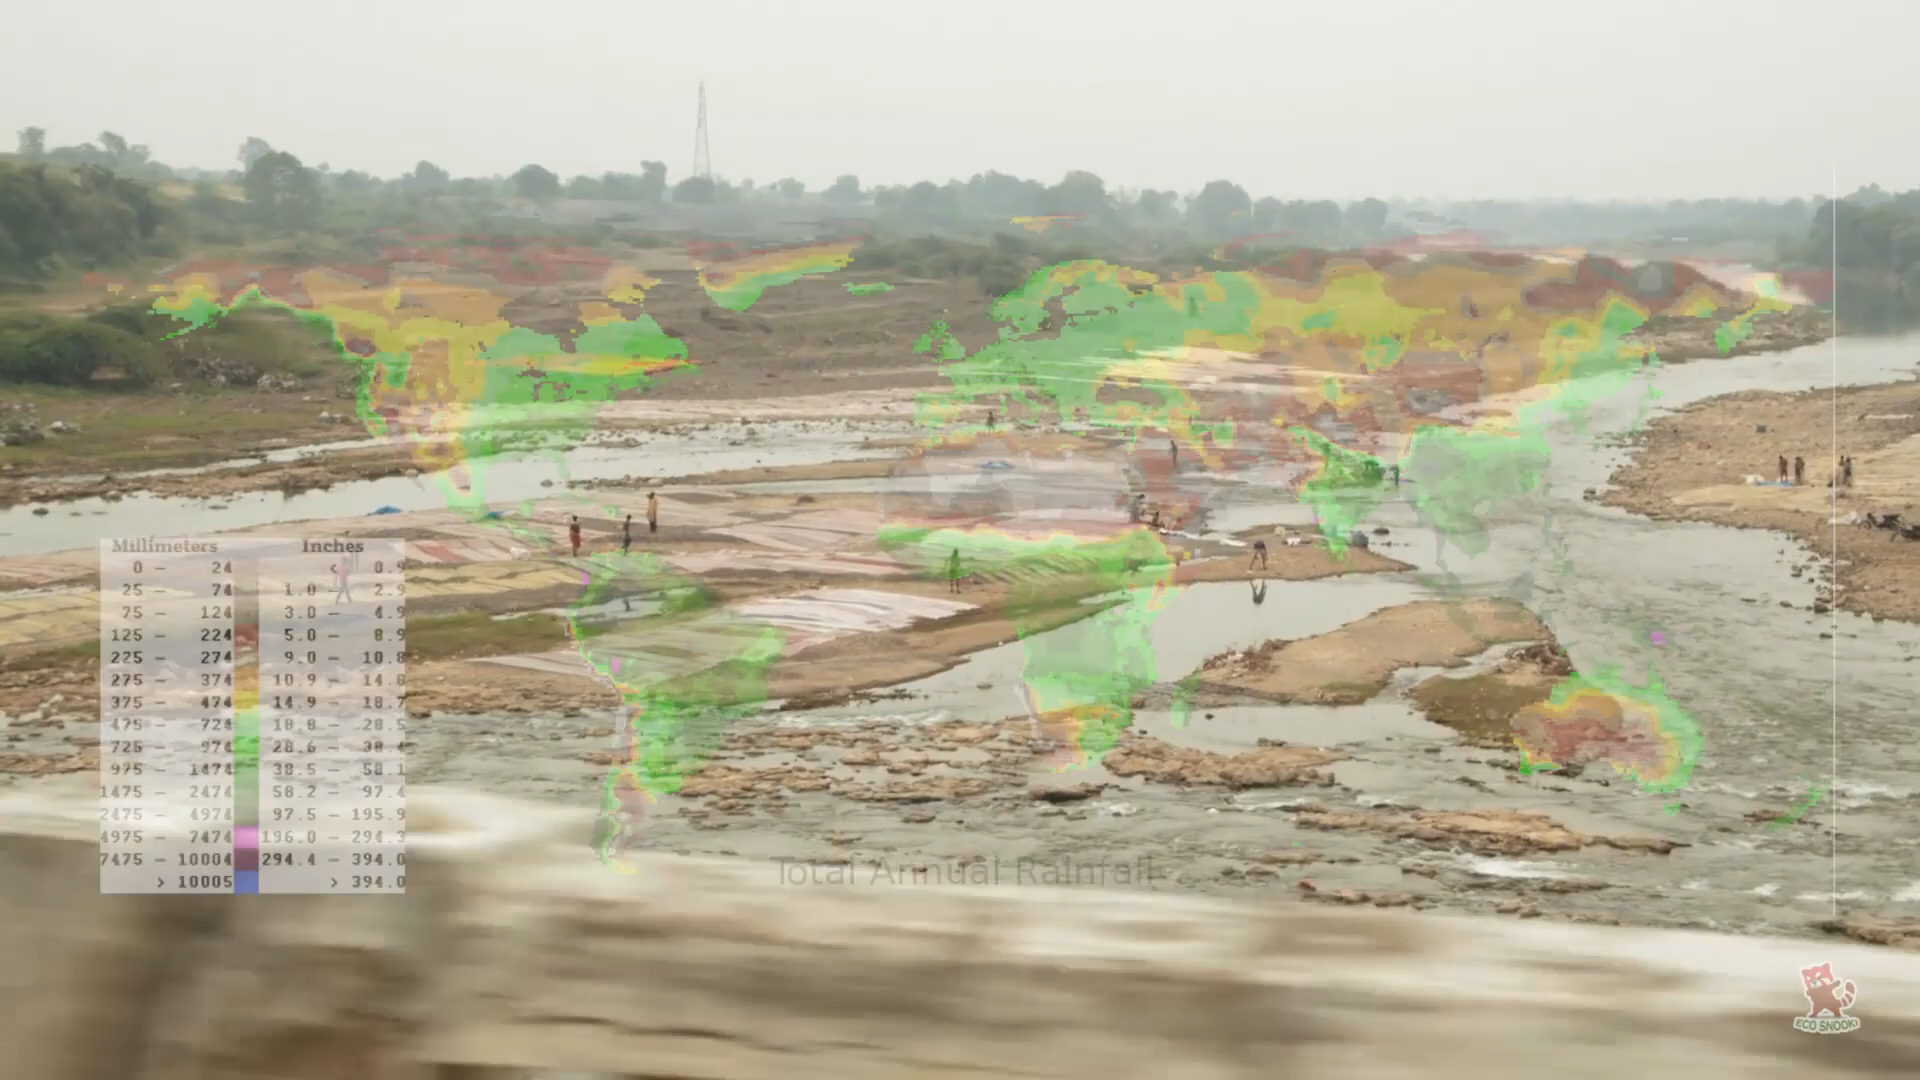 Millimeters Inches
0 - 24 < 0.9
25 - 74 1.0 - 2.9
75 - 124 3.0 - 4.9
125 - 224 5.0 - 8.9
225 - 274 9.0 - 10.8
275 - 374 10.9 - 14.8
375 - 474 14.9 - 18.7
475 - 724 18.8 - 28.5
725 - 974 28.6 - 38.4
975 - 1474 38.5 - 58.1
1475 - 2474 58.2 - 97.4
2475 - 4974 97.5 - 195.9
4975 - 7474 196.0 - 294.3
7475 - 10004 294.4 - 394.0
> 10005 > 394.0
Total Annual Rainfall
ECO SNOOKI